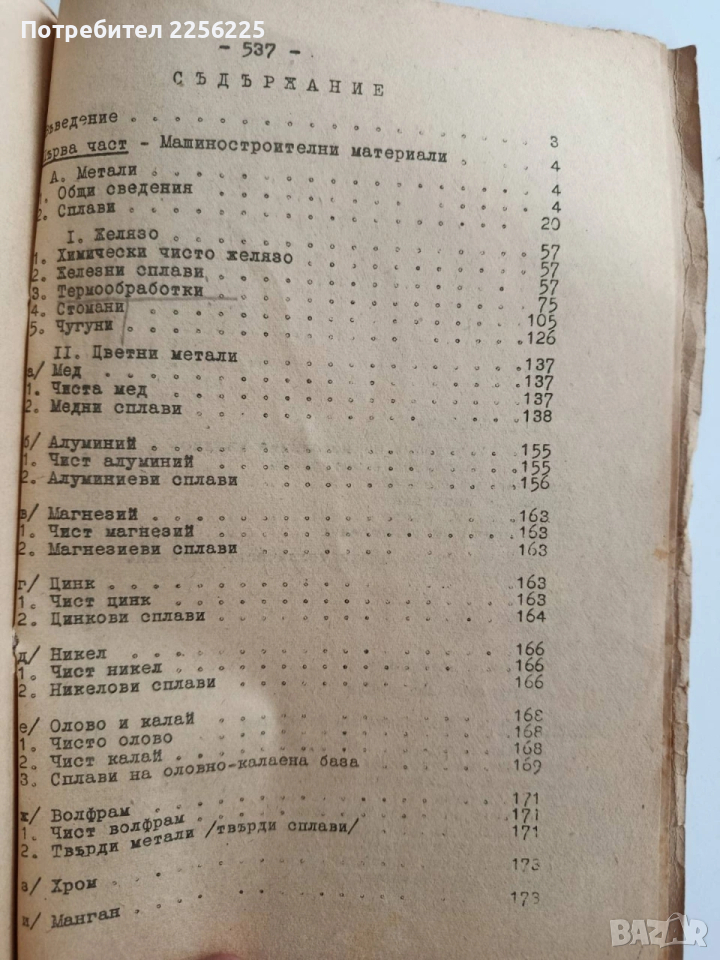 Потребител 2256225
- 537 -
СЪДЪРЖАНИЕ
Въведение . . . . . . . . . . . . . . . 3
Първа част - Машиностроителни материали . . 4
А. Метали . . . . . . . . . . . . . . . 4
1. Общи сведения . . . . . . . . . . . . 4
2. Сплави . . . . . . . . . . . . . . . 20
I. Желязо . . . . . . . . . . . . . . . 57
1. Химически чисто желязо . . . . . . . 57
2. Железни сплави . . . . . . . . . . . 57
3. Термообработки . . . . . . . . . . . 75
4. Стомани . . . . . . . . . . . . . . . 105
5. Чугуни . . . . . . . . . . . . . . . 126
II. Цветни метали . . . . . . . . . . . 137
а/ Мед . . . . . . . . . . . . . . . . . 137
1. Чиста мед . . . . . . . . . . . . . . 137
2. Медни сплави . . . . . . . . . . . . 138
б/ Алуминий . . . . . . . . . . . . . . 155
1. Чист алуминий . . . . . . . . . . . . 155
2. Алуминиеви сплави . . . . . . . . . . 156
в/ Магнезий . . . . . . . . . . . . . . 163
1. Чист магнезий . . . . . . . . . . . . 163
2. Магнезиеви сплави . . . . . . . . . . 163
г/ Цинк . . . . . . . . . . . . . . . . 163
1. Чист цинк . . . . . . . . . . . . . . 163
2. Цинкови сплави . . . . . . . . . . . 164
д/ Никел . . . . . . . . . . . . . . . . 166
1. Чист никел . . . . . . . . . . . . . 166
2. Никелови сплави . . . . . . . . . . . 166
е/ Олово и калай . . . . . . . . . . . . 168
1. Чисто олово . . . . . . . . . . . . . 168
2. Чист калай . . . . . . . . . . . . . 168
3. Сплави на оловно-калаена база . . . . 169
ж/ Волфрам . . . . . . . . . . . . . . . 171
1. Чист волфрам . . . . . . . . . . . . 171
2. Твърди метали /твърди сплави/ . . . . 171
з/ Хром . . . . . . . . . . . . . . . . 173
и/ Манган . . . . . . . . . . . . . . . 173
BAZAR